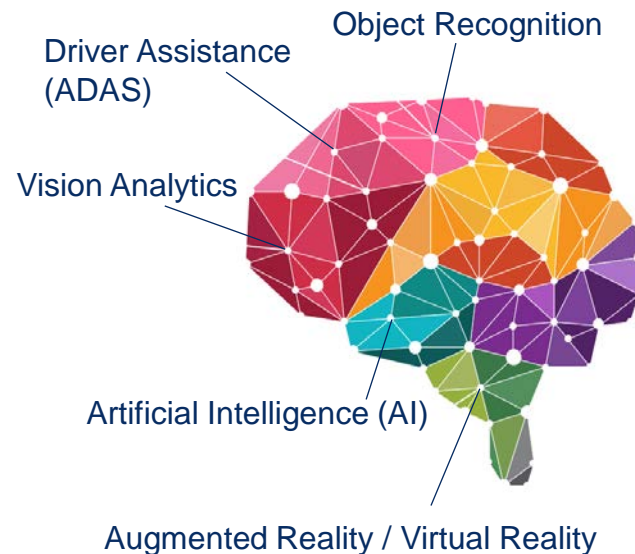 Object Recognition
Driver Assistance
(ADAS)
Vision Analytics
Artificial Intelligence (AI)
Augmented Reality / Virtual Reality